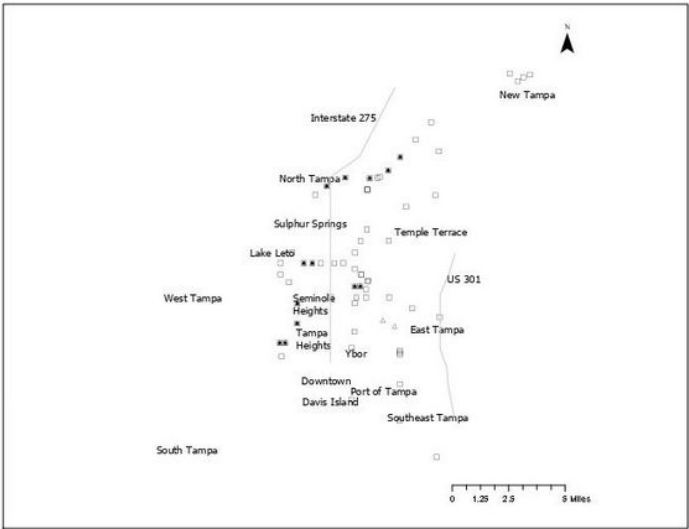 N
New Tampa
Interstate 275
North Tampa
Sulphur Springs
Temple Terrace
Lake Leto
US 301
West Tampa
Seminole
Heights
East Tampa
Tampa
Heights
Ybor
Downtown
Port of Tampa
Davis Island
Southeast Tampa
South Tampa
0 1.25 2.5 5 Miles